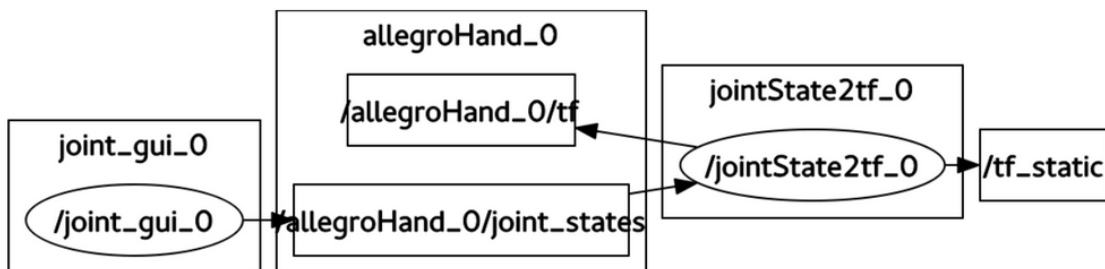 allegroHand_0
/allegroHand_0/tf
jointState2tf_0
joint_gui_0
/jointState2tf_0
/tf_static
/joint_gui_0
/allegroHand_0/joint_states